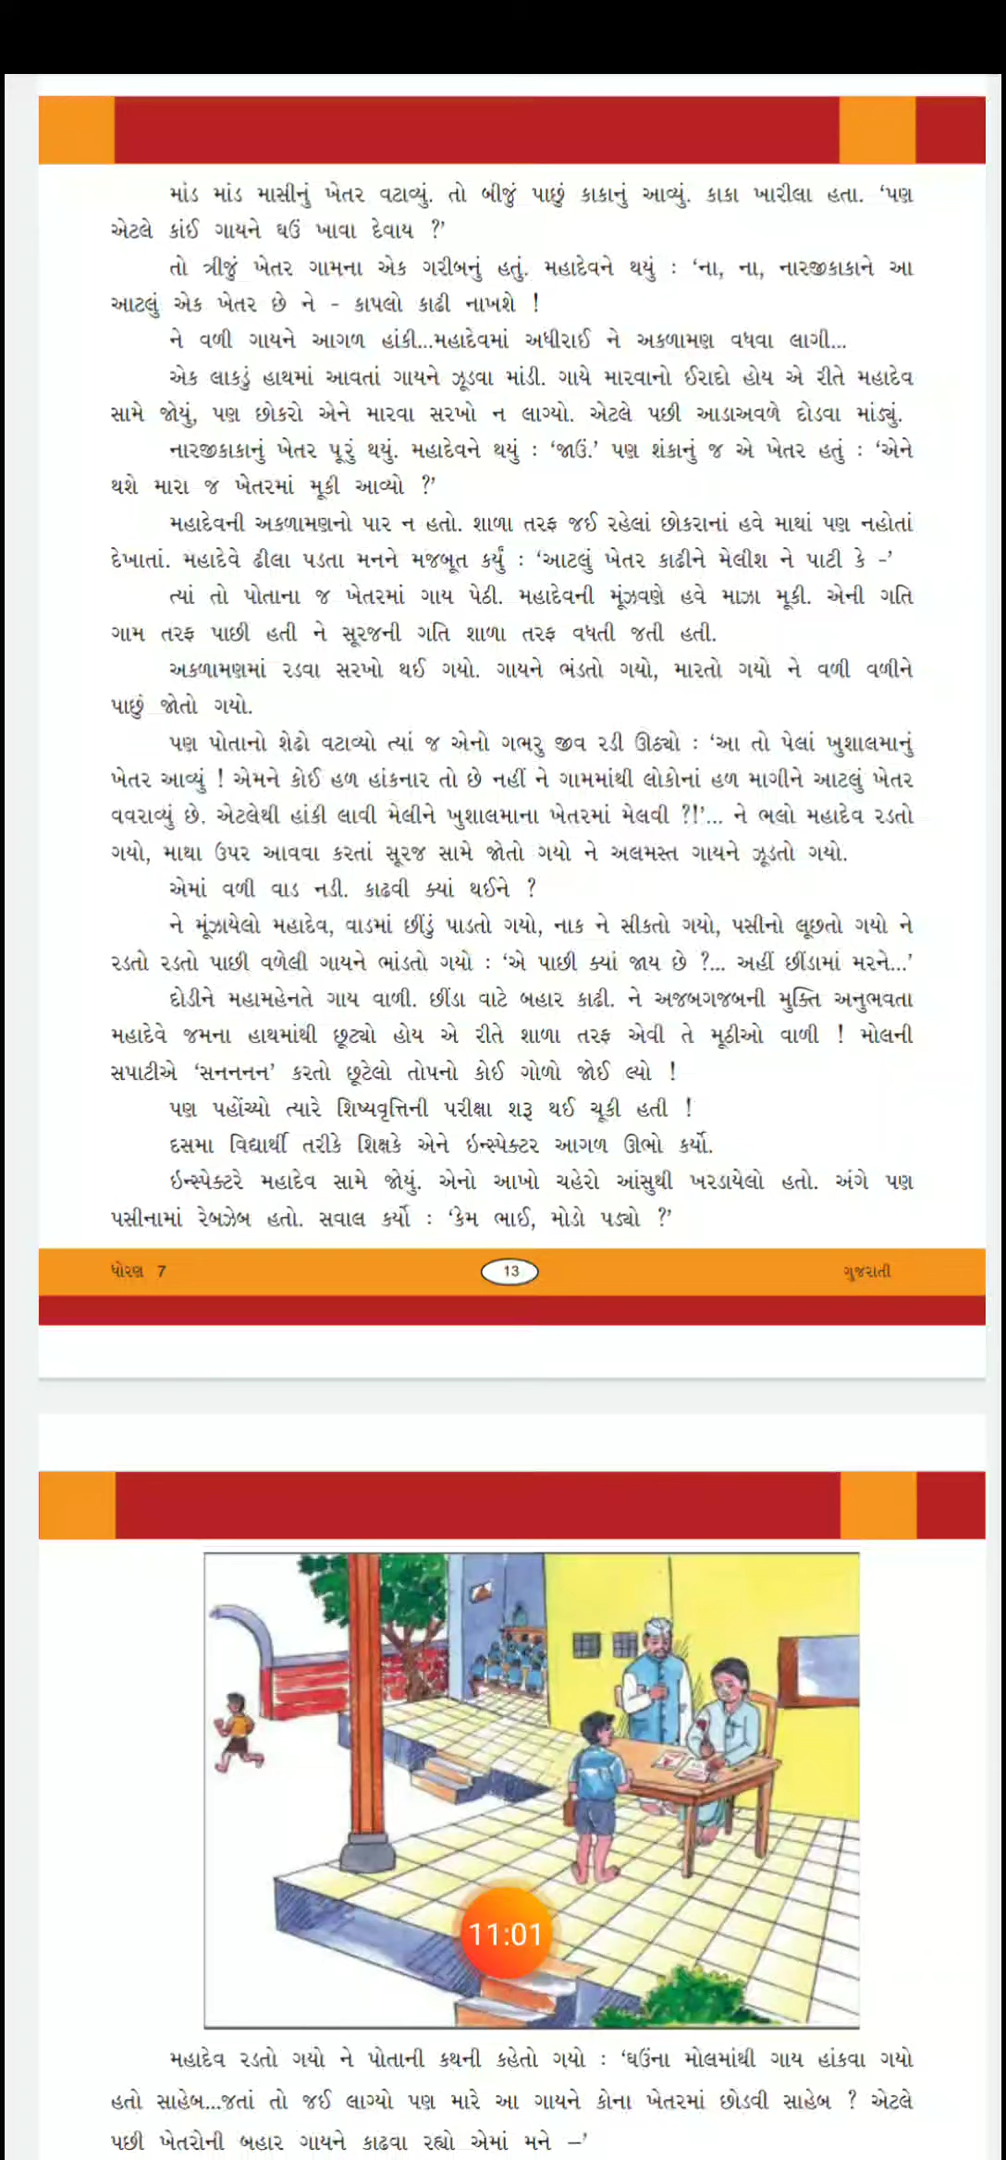 માંડ માંડ માસીનું ખેતર વટાવ્યું. તો બીજું પાછું કાકાનું આવ્યું. કાકા ખારીલા હતા. ‘પણ
એટલે કાંઈ ગાયને ઘઉં ખાવા દેવાય ?’
તો ત્રીજું ખેતર ગામના એક ગરીબનું હતું. મહાદેવને થયું : ‘ના, ના, નારજીકાકાને આ
આટલું એક ખેતર છે ને - કાપલો કાઢી નાખશે !
ને વળી ગાયને આગળ હાંકી...મહાદેવમાં અધીરાઈ ને અકળામણ વધવા લાગી...
એક લાકડું હાથમાં આવતાં ગાયને ઝૂડવા માંડી. ગાયે મારવાનો ઈરાદો હોય એ રીતે મહાદેવ
સામે જોયું, પણ છોકરો એને મારવા સરખો ન લાગ્યો. એટલે પછી આડાઅવળે દોડવા માંડ્યું.
નારજીકાકાનું ખેતર પૂરું થયું. મહાદેવને થયું : ‘જાઉં.’ પણ શંકાનું જ એ ખેતર હતું : ‘એને
થશે મારા જ ખેતરમાં મૂકી આવ્યો ?’
મહાદેવની અકળામણનો પાર ન હતો. શાળા તરફ જઈ રહેલાં છોકરાનાં હવે માથાં પણ નહોતાં
દેખાતાં. મહાદેવે ઢીલા પડતા મનને મજબૂત કર્યું : ‘આટલું ખેતર કાઢીને મેલીશ ને પાટી કે -’
ત્યાં તો પોતાના જ ખેતરમાં ગાય પેઠી. મહાદેવની મૂંઝવણે હવે માઝા મૂકી. એની ગતિ
ગામ તરફ પાછી હતી ને સૂરજની ગતિ શાળા તરફ વધતી જતી હતી.
અકળામણમાં રડવા સરખો થઈ ગયો. ગાયને ભંડતો ગયો, મારતો ગયો ને વળી વળીને
પાછું જોતો ગયો.
પણ પોતાનો શેઢો વટાવ્યો ત્યાં જ એનો ગભરુ જીવ રડી ઊઠ્યો : ‘આ તો પેલાં ખુશાલમાનું
ખેતર આવ્યું ! એમને કોઈ હળ હાંકનાર તો છે નહીં ને ગામમાંથી લોકોનાં હળ માગીને આટલું ખેતર
વવરાવ્યું છે. એટલેથી હાંકી લાવી મેલીને ખુશાલમાના ખેતરમાં મેલવી ?!’... ને ભલો મહાદેવ રડતો
ગયો, માથા ઉપર આવવા કરતાં સૂરજ સામે જોતો ગયો ને અલમસ્ત ગાયને ઝૂડતો ગયો.
એમાં વળી વાડ નડી. કાઢવી ક્યાં થઈને ?
ને મૂંઝાયેલો મહાદેવ, વાડમાં છીંડું પાડતો ગયો, નાક ને સીકતો ગયો, પસીનો લૂછતો ગયો ને
રડતો રડતો પાછી વળેલી ગાયને ભાંડતો ગયો : ‘એ પાછી ક્યાં જાય છે ?... અહીં છીંડામાં મરને...’
દોડીને મહામહેનતે ગાય વાળી. છીંડા વાટે બહાર કાઢી. ને અજબગજબની મુક્તિ અનુભવતા
મહાદેવે જમના હાથમાંથી છૂટ્યો હોય એ રીતે શાળા તરફ એવી તે મૂઠીઓ વાળી ! મોલની
સપાટીએ ‘સનનનન’ કરતો છૂટેલો તોપનો કોઈ ગોળો જોઈ લ્યો !
પણ પહોંચ્યો ત્યારે શિષ્યવૃત્તિની પરીક્ષા શરૂ થઈ ચૂકી હતી !
દસમા વિદ્યાર્થી તરીકે શિક્ષકે એને ઇન્સ્પેક્ટર આગળ ઊભો કર્યો.
ઇન્સ્પેક્ટરે મહાદેવ સામે જોયું. એનો આખો ચહેરો આંસુથી ખરડાયેલો હતો. અંગે પણ
પસીનામાં રેબઝેબ હતો. સવાલ કર્યો : ‘કેમ ભાઈ, મોડો પડ્યો ?’
ધોરણ 7 13 ગુજરાતી
11:01
મહાદેવ રડતો ગયો ને પોતાની કથની કહેતો ગયો : ‘ઘઉંના મોલમાંથી ગાય હાંકવા ગયો
હતો સાહેબ...જતાં તો જઈ લાગ્યો પણ મારે આ ગાયને કોના ખેતરમાં છોડવી સાહેબ ? એટલે
પછી ખેતરોની બહાર ગાયને કાઢવા રહ્યો એમાં મને –’